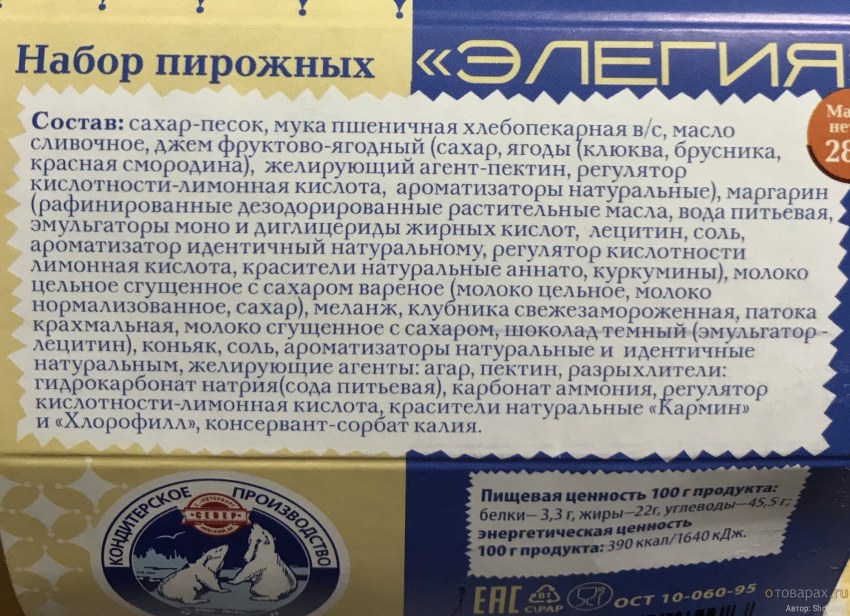 Набор пирожных «ЭЛЕГИЯ»
Состав: сахар-песок, мука пшеничная хлебопекарная в/с, масло
сливочное, джем фруктово-ягодный (сахар, ягоды (клюква, брусника,
красная смородина), желирующий агент-пектин, регулятор
кислотности-лимонная кислота, ароматизаторы натуральные), маргарин
(рафинированные дезодорированные растительные масла, вода питьевая,
эмульгаторы моно и диглицериды жирных кислот, лецитин, соль,
ароматизатор идентичный натуральному, регулятор кислотности
лимонная кислота, красители натуральные аннато, куркумины), молоко
цельное сгущенное с сахаром вареное (молоко цельное, молоко
нормализованное, сахар), меланж, клубника свежезамороженная, патока
крахмальная, молоко сгущенное с сахаром, шоколад темный (эмульгатор-
лецитин), коньяк, соль, ароматизаторы натуральные и идентичные
натуральным, желирующие агенты: агар, пектин, разрыхлители:
гидрокарбонат натрия(сода питьевая), карбонат аммония, регулятор
кислотности-лимонная кислота, красители натуральные «Кармин»
и «Хлорофилл», консервант-сорбат калия.
КОНДИТЕРСКОЕ ПРОИЗВОДСТВО
«СЕВЕР»
Пищевая ценность 100 г продукта:
белки– 3,3 г, жиры–22г, углеводы–45,5 г;
энергетическая ценность
100 г продукта: 390 ккал/1640 кДж.
EAC 81 C/PAP ОСТ 10-060-95
отоварах.ru
Автор: